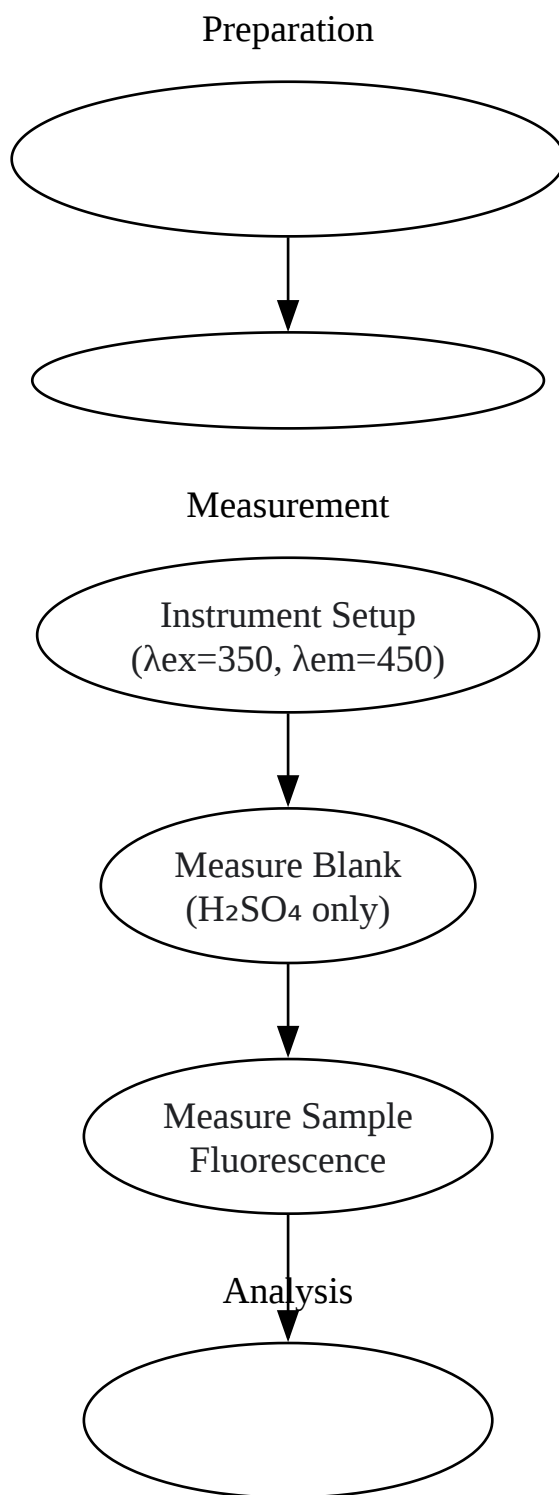 Preparation
Measurement
Instrument Setup
(λex=350, λem=450)
Measure Blank
(H₂SO₄ only)
Measure Sample
Fluorescence
Analysis